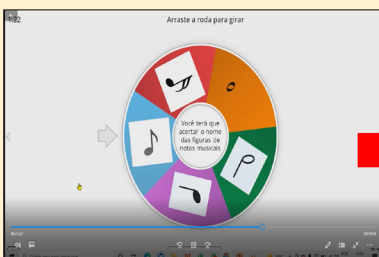 1:22
Arraste a roda para girar
Você terá que
acertar o nome
das figuras de
notas musicais